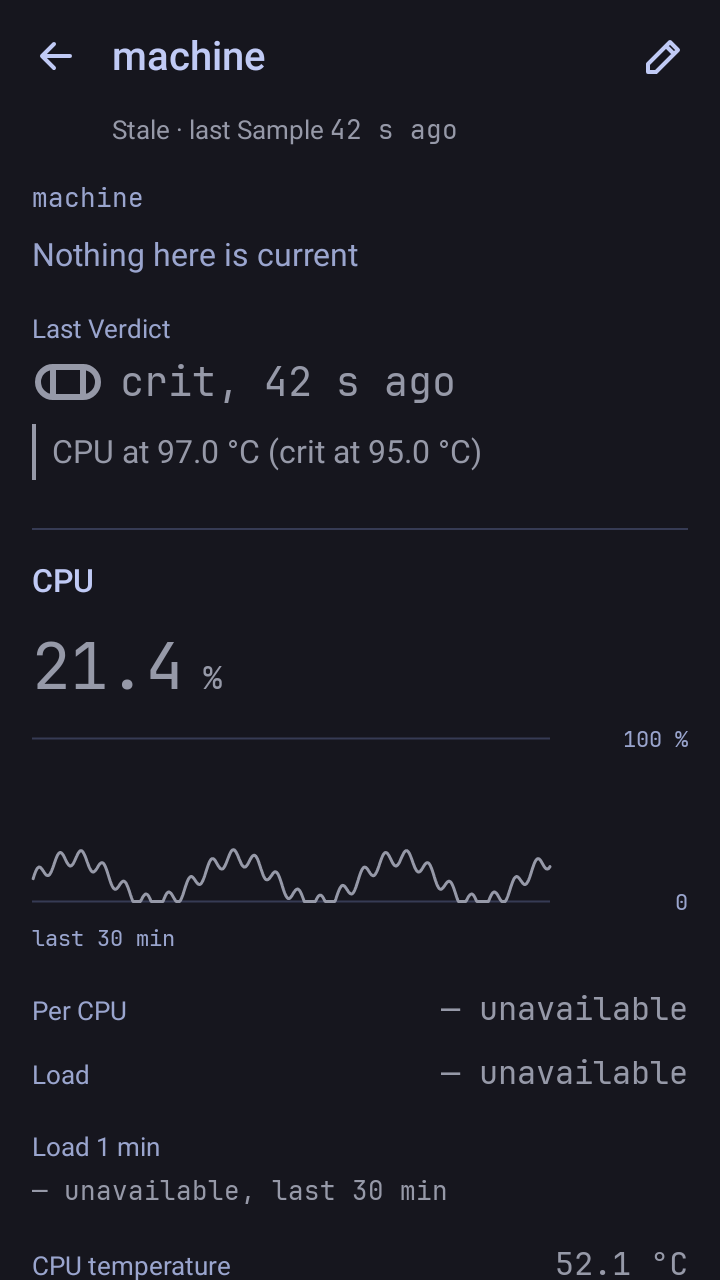 machine
Stale · last Sample 42 s ago
machine
Nothing here is current
Last Verdict
crit, 42 s ago
CPU at 97.0 °C (crit at 95.0 °C)
CPU
21.4 %
100 %
0
last 30 min
Per CPU — unavailable
Load — unavailable
Load 1 min
— unavailable, last 30 min
CPU temperature 52.1 °C